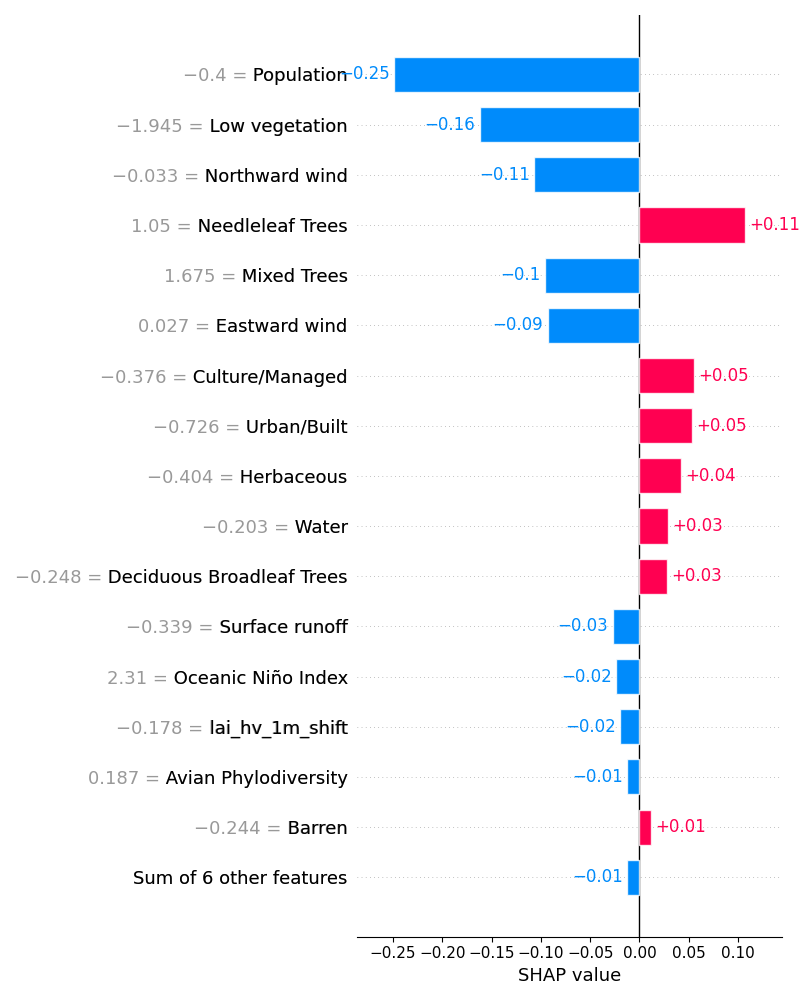 −0.4 = Population −0.25
−1.945 = Low vegetation −0.16
−0.033 = Northward wind −0.11
1.05 = Needleleaf Trees +0.11
1.675 = Mixed Trees −0.1
0.027 = Eastward wind −0.09
−0.376 = Culture/Managed +0.05
−0.726 = Urban/Built +0.05
−0.404 = Herbaceous +0.04
−0.203 = Water +0.03
−0.248 = Deciduous Broadleaf Trees +0.03
−0.339 = Surface runoff −0.03
2.31 = Oceanic Niño Index −0.02
−0.178 = lai_hv_1m_shift −0.02
0.187 = Avian Phylodiversity −0.01
−0.244 = Barren +0.01
Sum of 6 other features −0.01
−0.25 −0.20 −0.15 −0.10 −0.05 0.00 0.05 0.10
SHAP value